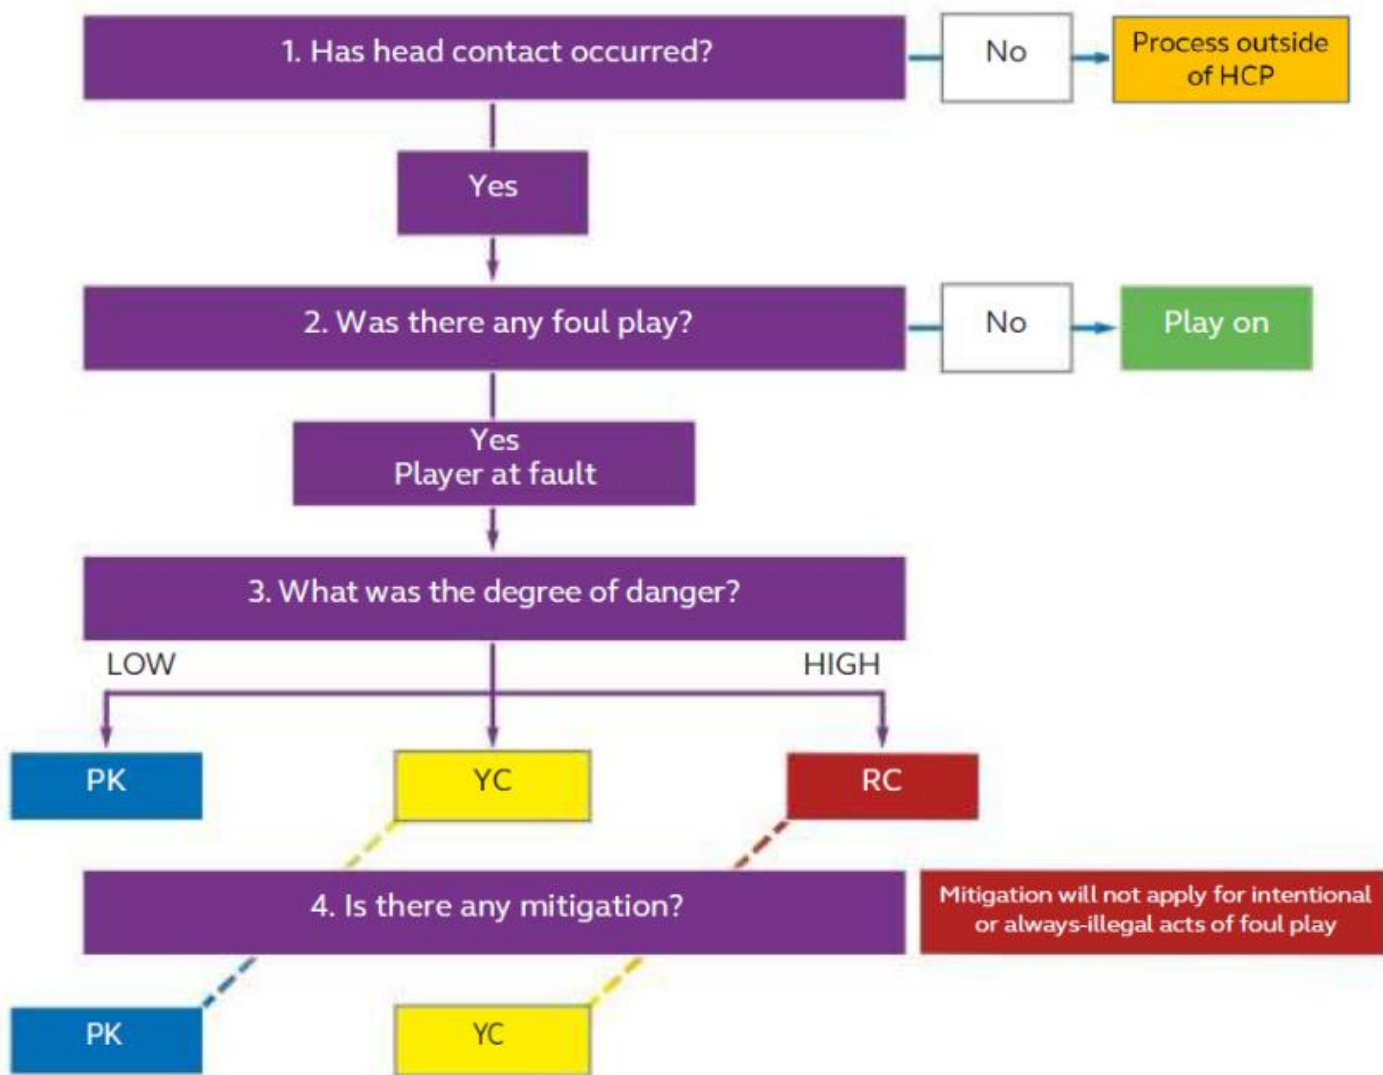 1. Has head contact occurred?
No
Process outside
of HCP
Yes
2. Was there any foul play?
No
Play on
Yes
Player at fault
3. What was the degree of danger?
LOW
HIGH
PK
YC
RC
4. Is there any mitigation?
Mitigation will not apply for intentional
or always-illegal acts of foul play
PK
YC